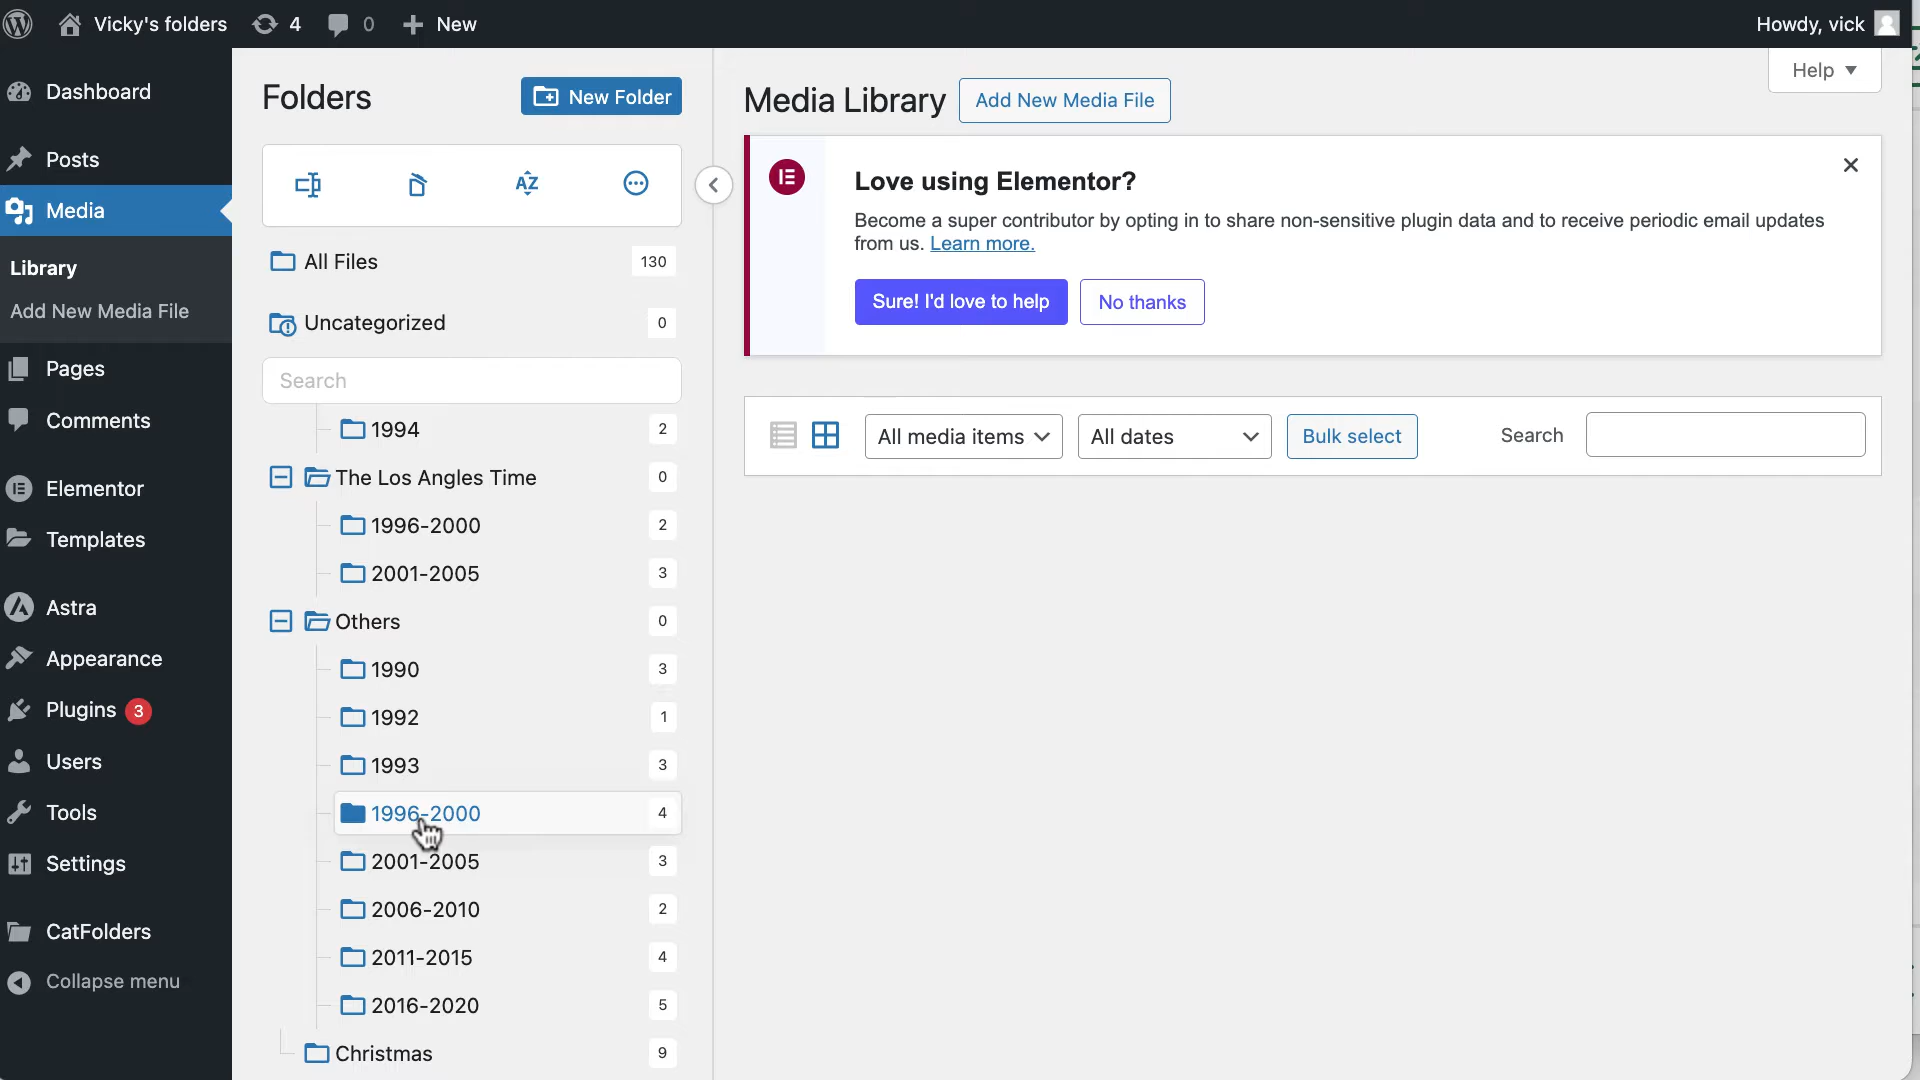 Vicky's folders
4
0
New
Howdy, vick
Dashboard
Posts
Media
Library
Add New Media File
Pages
Comments
Elementor
Templates
Astra
Appearance
Plugins 3
Users
Tools
Settings
CatFolders
Collapse menu
Folders
New Folder
AZ
All Files 130
Uncategorized 0
Search
1994 2
The Los Angles Time 0
1996-2000 2
2001-2005 3
Others 0
1990 3
1992 1
1993 3
1996-2000 4
2001-2005 3
2006-2010 2
2011-2015 4
2016-2020 5
Christmas 9
Help
Media Library
Add New Media File
Love using Elementor?
Become a super contributor by opting in to share non-sensitive plugin data and to receive periodic email updates
from us. Learn more.
Sure! I'd love to help
No thanks
All media items
All dates
Bulk select
Search